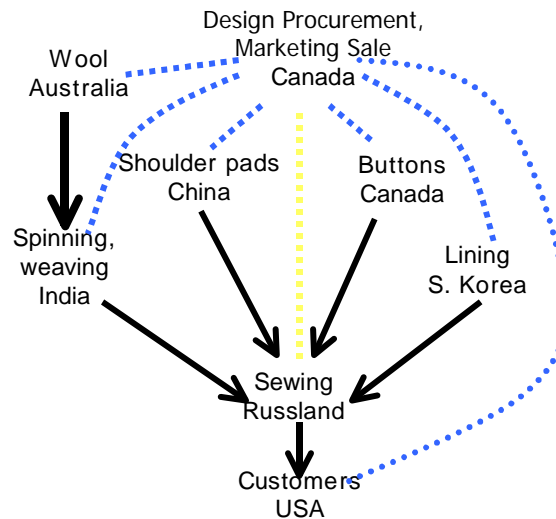 Design Procurement,
Marketing Sale
Canada
Wool
Australia
Shoulder pads
China
Buttons
Canada
Spinning,
weaving
India
Lining
S. Korea
Sewing
Russland
Customers
USA